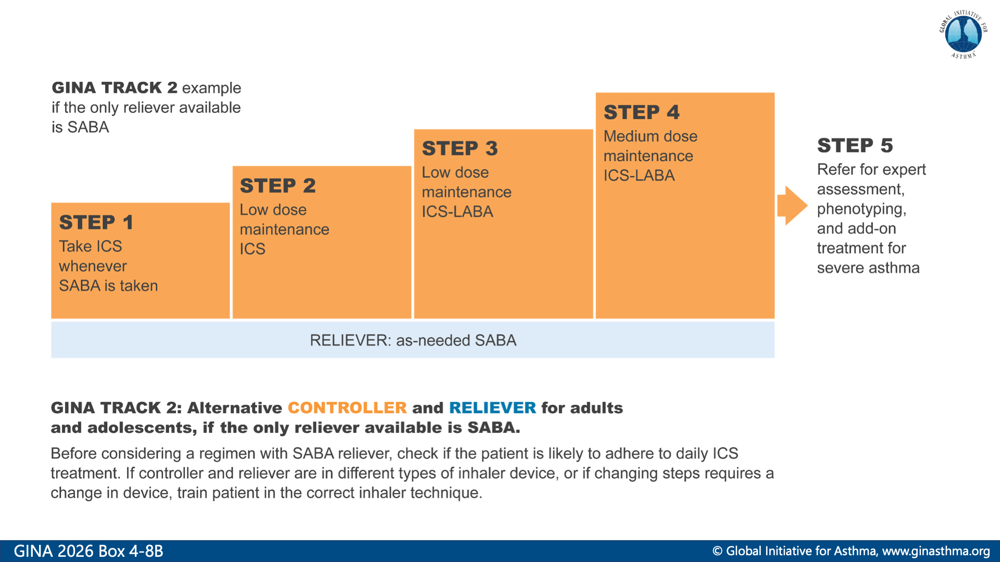 GLOBAL INITIATIVE FOR
ASTHMA
GINA TRACK 2 example
if the only reliever available
is SABA
STEP 1
Take ICS
whenever
SABA is taken
STEP 2
Low dose
maintenance
ICS
STEP 3
Low dose
maintenance
ICS-LABA
STEP 4
Medium dose
maintenance
ICS-LABA
STEP 5
Refer for expert
assessment,
phenotyping,
and add-on
treatment for
severe asthma
RELIEVER: as-needed SABA
GINA TRACK 2: Alternative CONTROLLER and RELIEVER for adults
and adolescents, if the only reliever available is SABA.
Before considering a regimen with SABA reliever, check if the patient is likely to adhere to daily ICS
treatment. If controller and reliever are in different types of inhaler device, or if changing steps requires a
change in device, train patient in the correct inhaler technique.
GINA 2026 Box 4-8B
© Global Initiative for Asthma, www.ginasthma.org